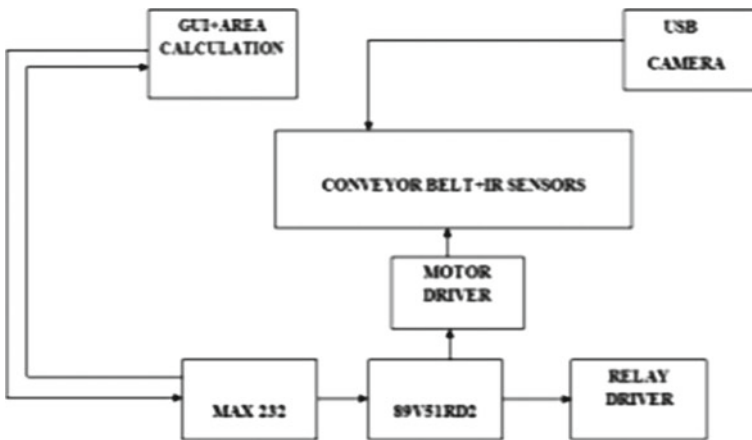 GUI+AREA
CALCULATION
USB
CAMERA
CONVEYOR BELT+IR SENSORS
MOTOR
DRIVER
MAX 232
89V51RD2
RELAY
DRIVER